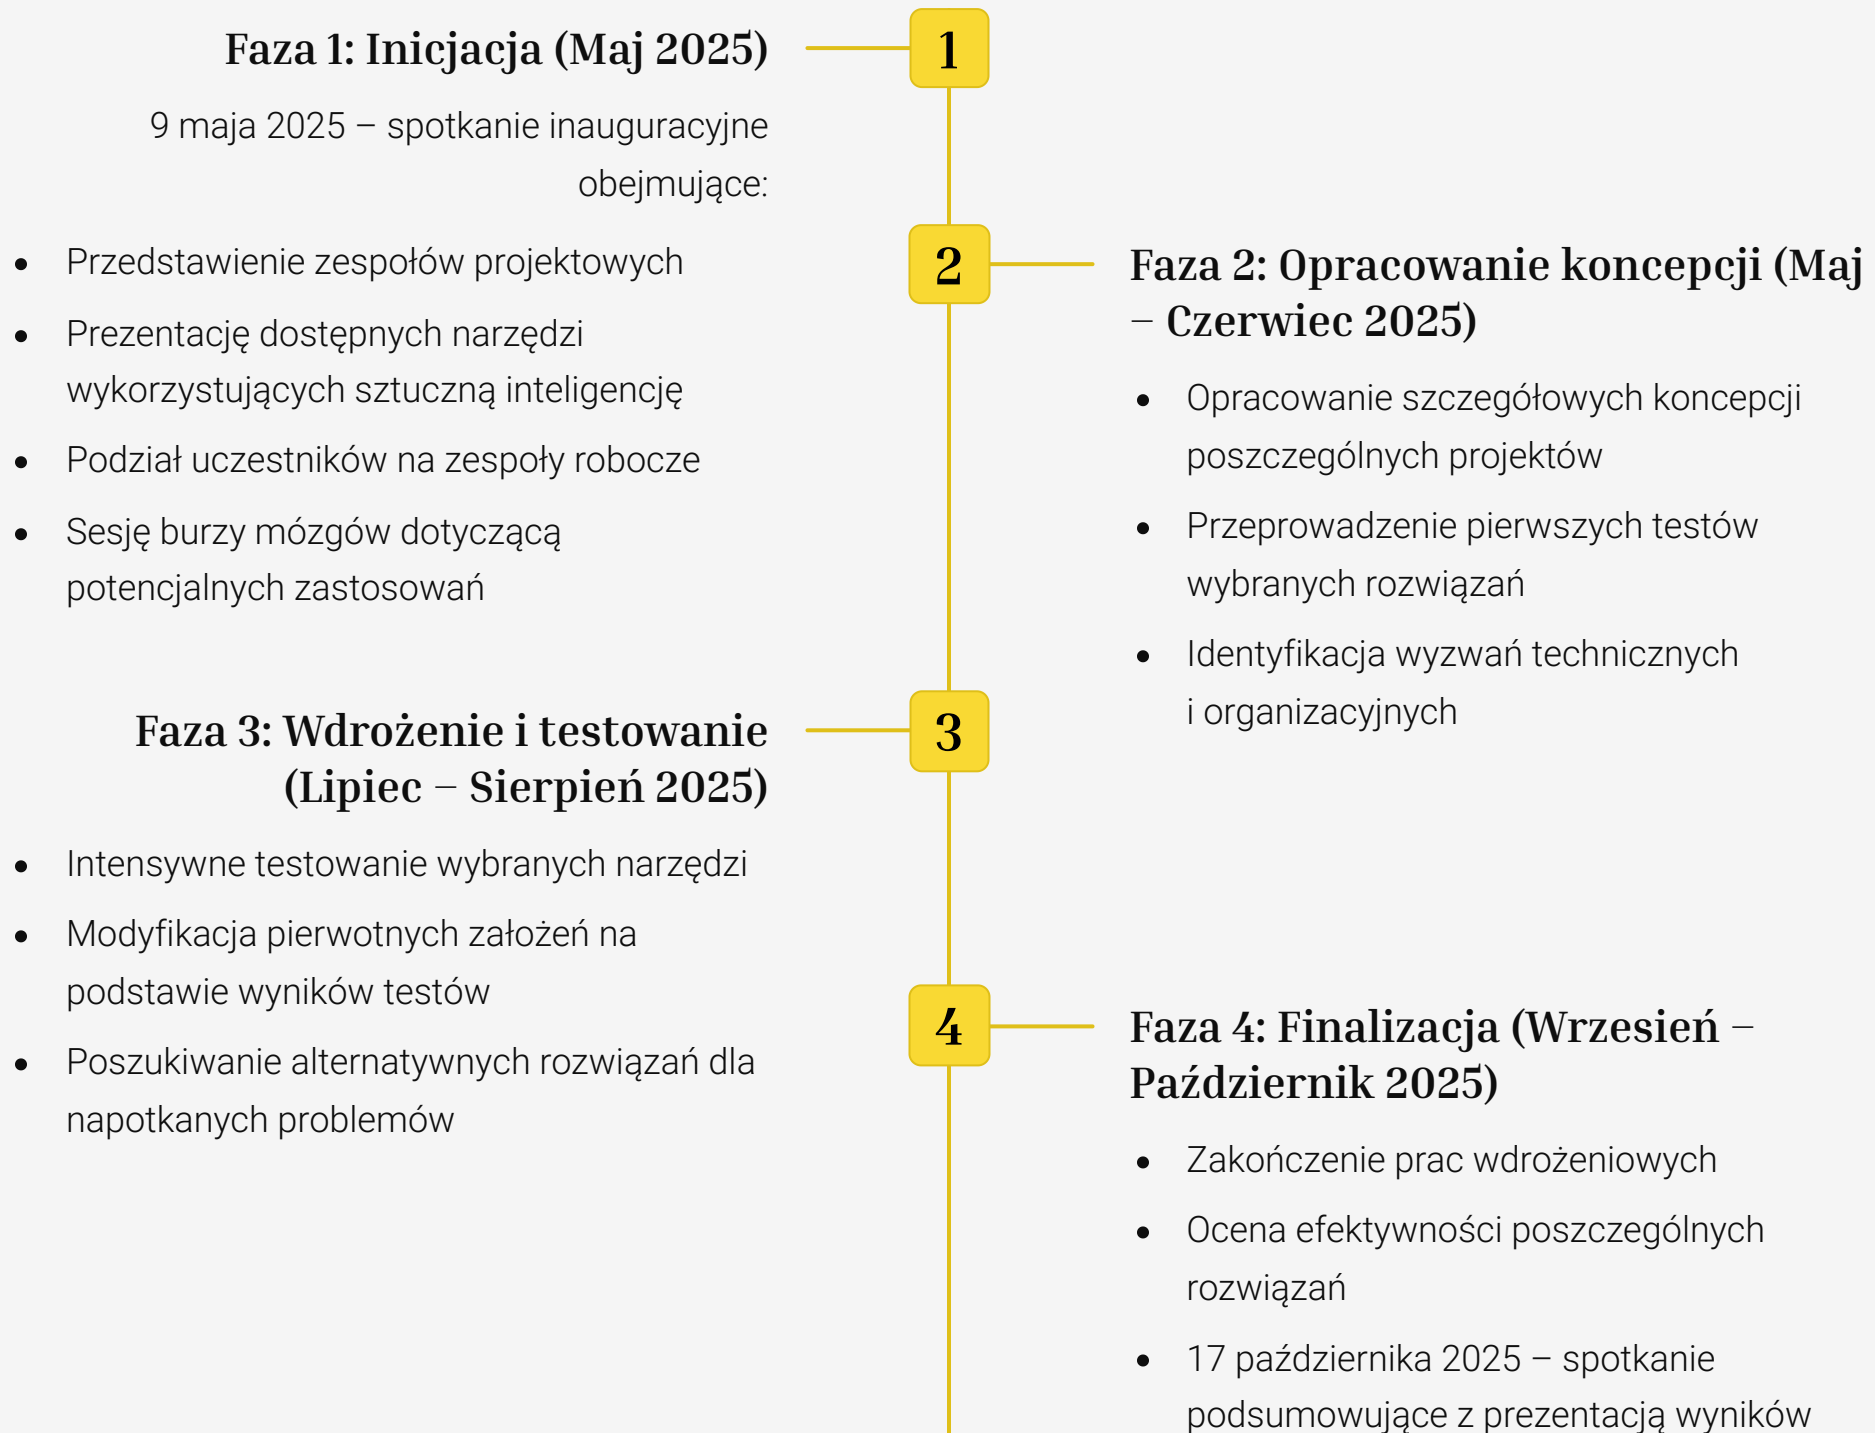 Faza 1: Inicjacja (Maj 2025)
1
9 maja 2025 – spotkanie inauguracyjne
obejmujące:
• Przedstawienie zespołów projektowych
• Prezentację dostępnych narzędzi
wykorzystujących sztuczną inteligencję
• Podział uczestników na zespoły robocze
• Sesję burzy mózgów dotyczącą
potencjalnych zastosowań
2
Faza 2: Opracowanie koncepcji (Maj
– Czerwiec 2025)
• Opracowanie szczegółowych koncepcji
poszczególnych projektów
• Przeprowadzenie pierwszych testów
wybranych rozwiązań
• Identyfikacja wyzwań technicznych
i organizacyjnych
Faza 3: Wdrożenie i testowanie
(Lipiec – Sierpień 2025)
3
• Intensywne testowanie wybranych narzędzi
• Modyfikacja pierwotnych założeń na
podstawie wyników testów
• Poszukiwanie alternatywnych rozwiązań dla
napotkanych problemów
4
Faza 4: Finalizacja (Wrzesień –
Październik 2025)
• Zakończenie prac wdrożeniowych
• Ocena efektywności poszczególnych
rozwiązań
• 17 października 2025 – spotkanie
podsumowujące z prezentacją wyników